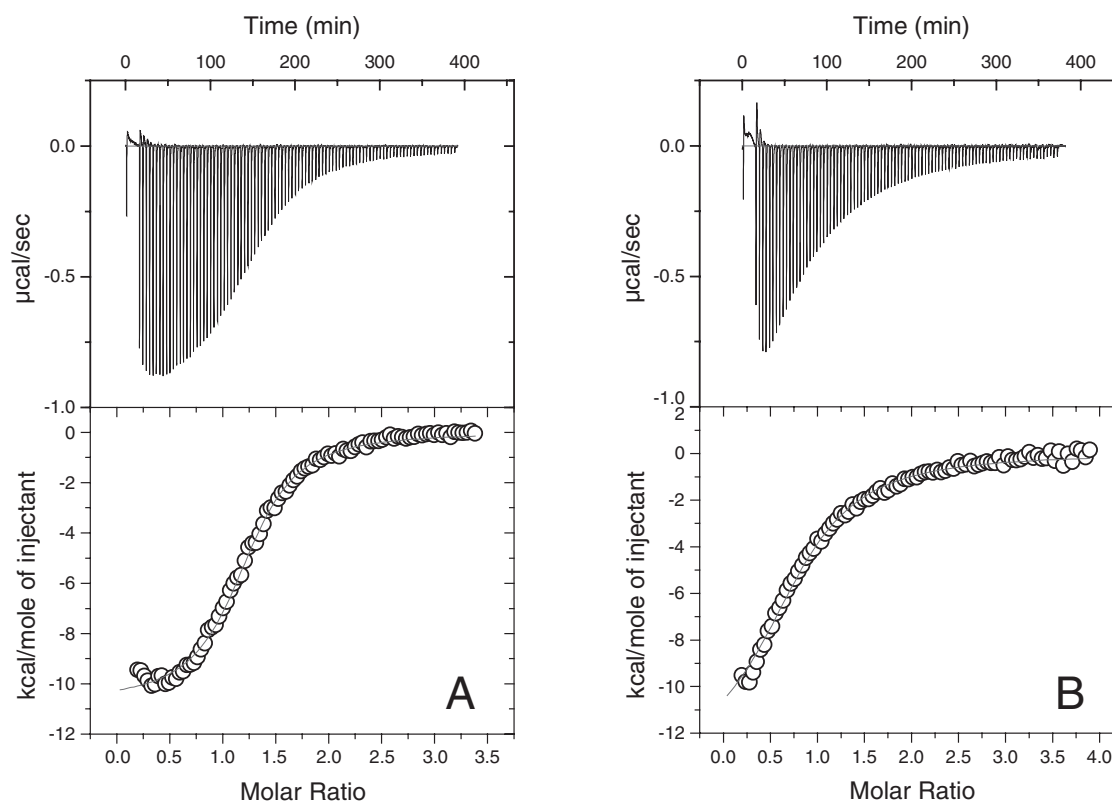 Time (min)
0 100 200 300 400
0.0
-0.5
-1.0
µcal/sec
0
-2
-4
-6
-8
-10
-12
kcal/mole of injectant
A
0.0 0.5 1.0 1.5 2.0 2.5 3.0 3.5
Molar Ratio
Time (min)
0 100 200 300 400
0.0
-0.5
-1.0
µcal/sec
2
0
-2
-4
-6
-8
-10
-12
kcal/mole of injectant
B
0.0 0.5 1.0 1.5 2.0 2.5 3.0 3.5 4.0
Molar Ratio